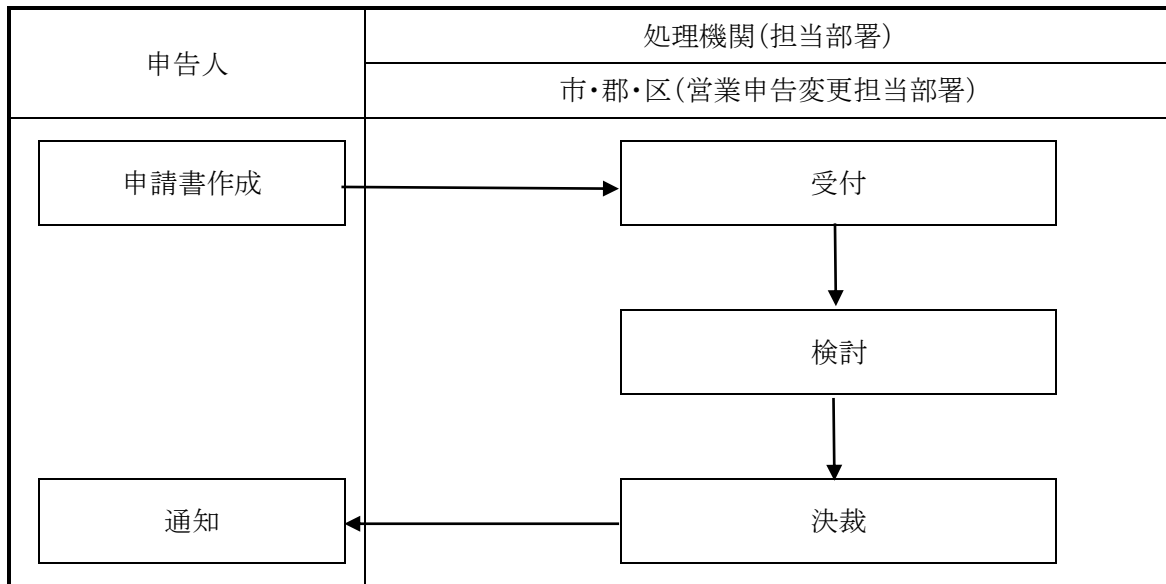 申告人
処理機関(担当部署)
市・郡・区(営業申告変更担当部署)
申請書作成
受付
検討
通知
決裁